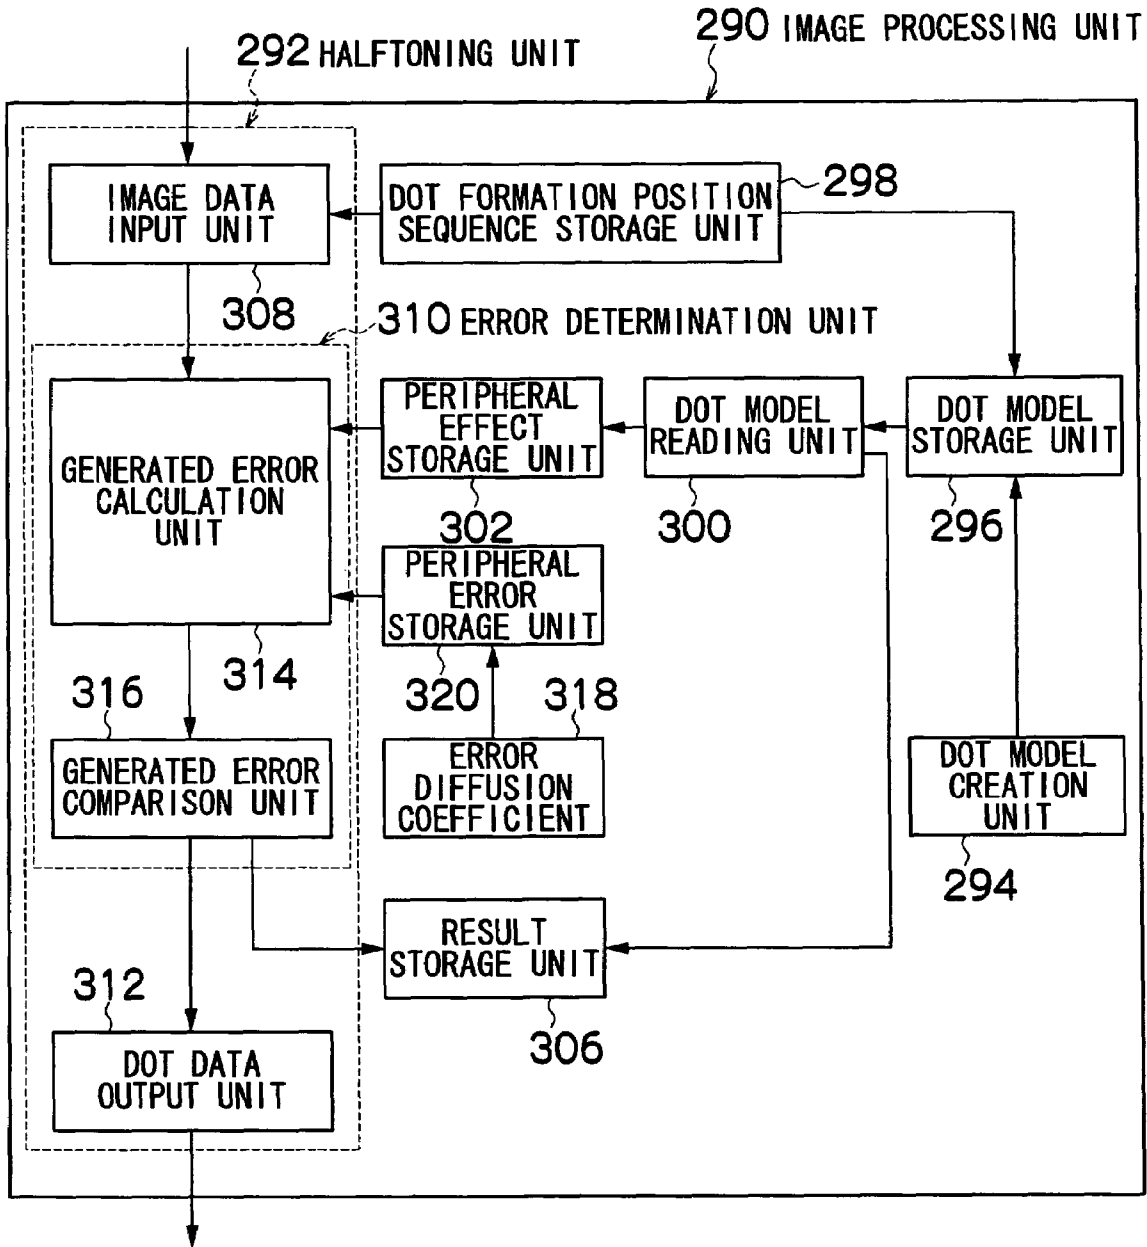 290 IMAGE PROCESSING UNIT
292 HALFTONING UNIT
IMAGE DATA
INPUT UNIT
308
DOT FORMATION POSITION
SEQUENCE STORAGE UNIT
298
310 ERROR DETERMINATION UNIT
GENERATED ERROR
CALCULATION
UNIT
314
PERIPHERAL
EFFECT
STORAGE UNIT
302
DOT MODEL
READING UNIT
300
DOT MODEL
STORAGE UNIT
296
PERIPHERAL
ERROR
STORAGE UNIT
320
318
ERROR
DIFFUSION
COEFFICIENT
316
GENERATED ERROR
COMPARISON UNIT
DOT MODEL
CREATION
UNIT
294
RESULT
STORAGE UNIT
306
312
DOT DATA
OUTPUT UNIT